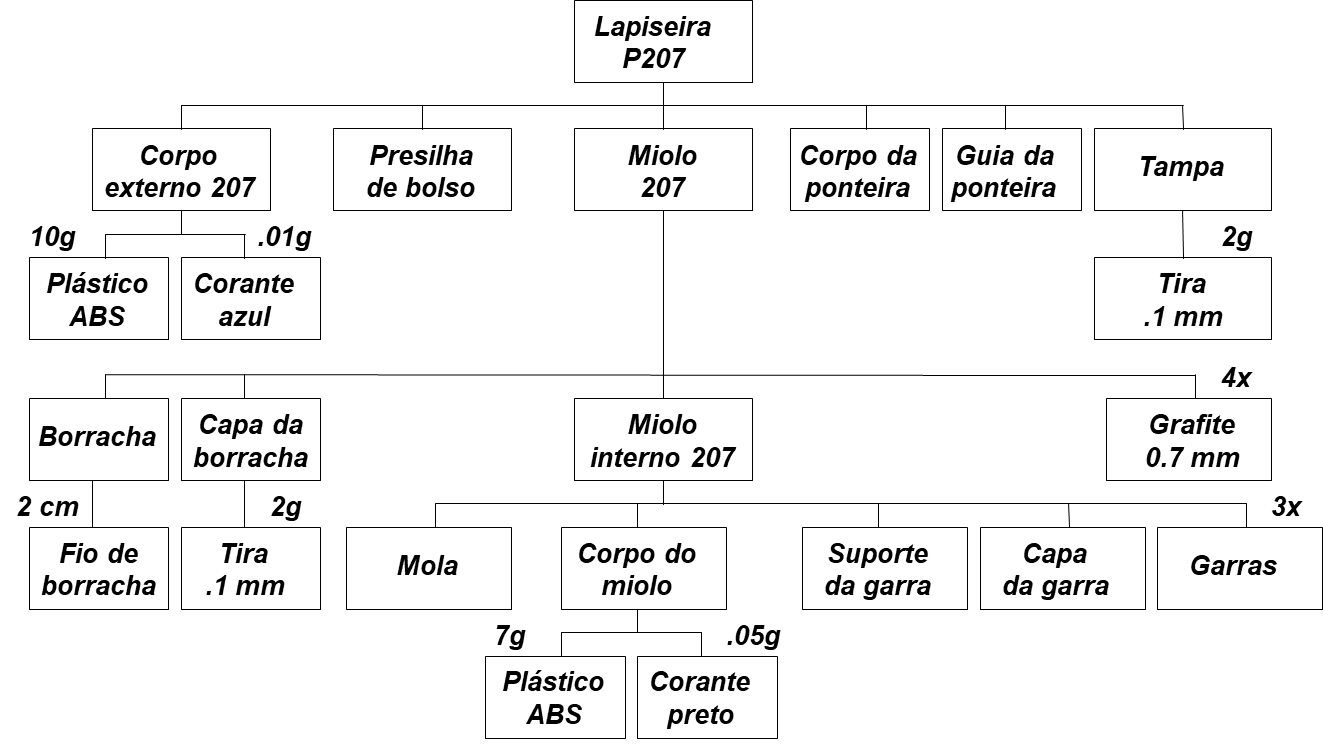 Lapiseira
P207
Corpo
externo 207
Presilha
de bolso
Miolo
207
Corpo da
ponteira
Guia da
ponteira
Tampa
10g
.01g
2g
Plástico
ABS
Corante
azul
Tira
.1 mm
4x
Borracha
Capa da
borracha
Miolo
interno 207
Grafite
0.7 mm
2 cm
2g
3x
Fio de
borracha
Tira
.1 mm
Mola
Corpo do
miolo
Suporte
da garra
Capa
da garra
Garras
7g
.05g
Plástico
ABS
Corante
preto